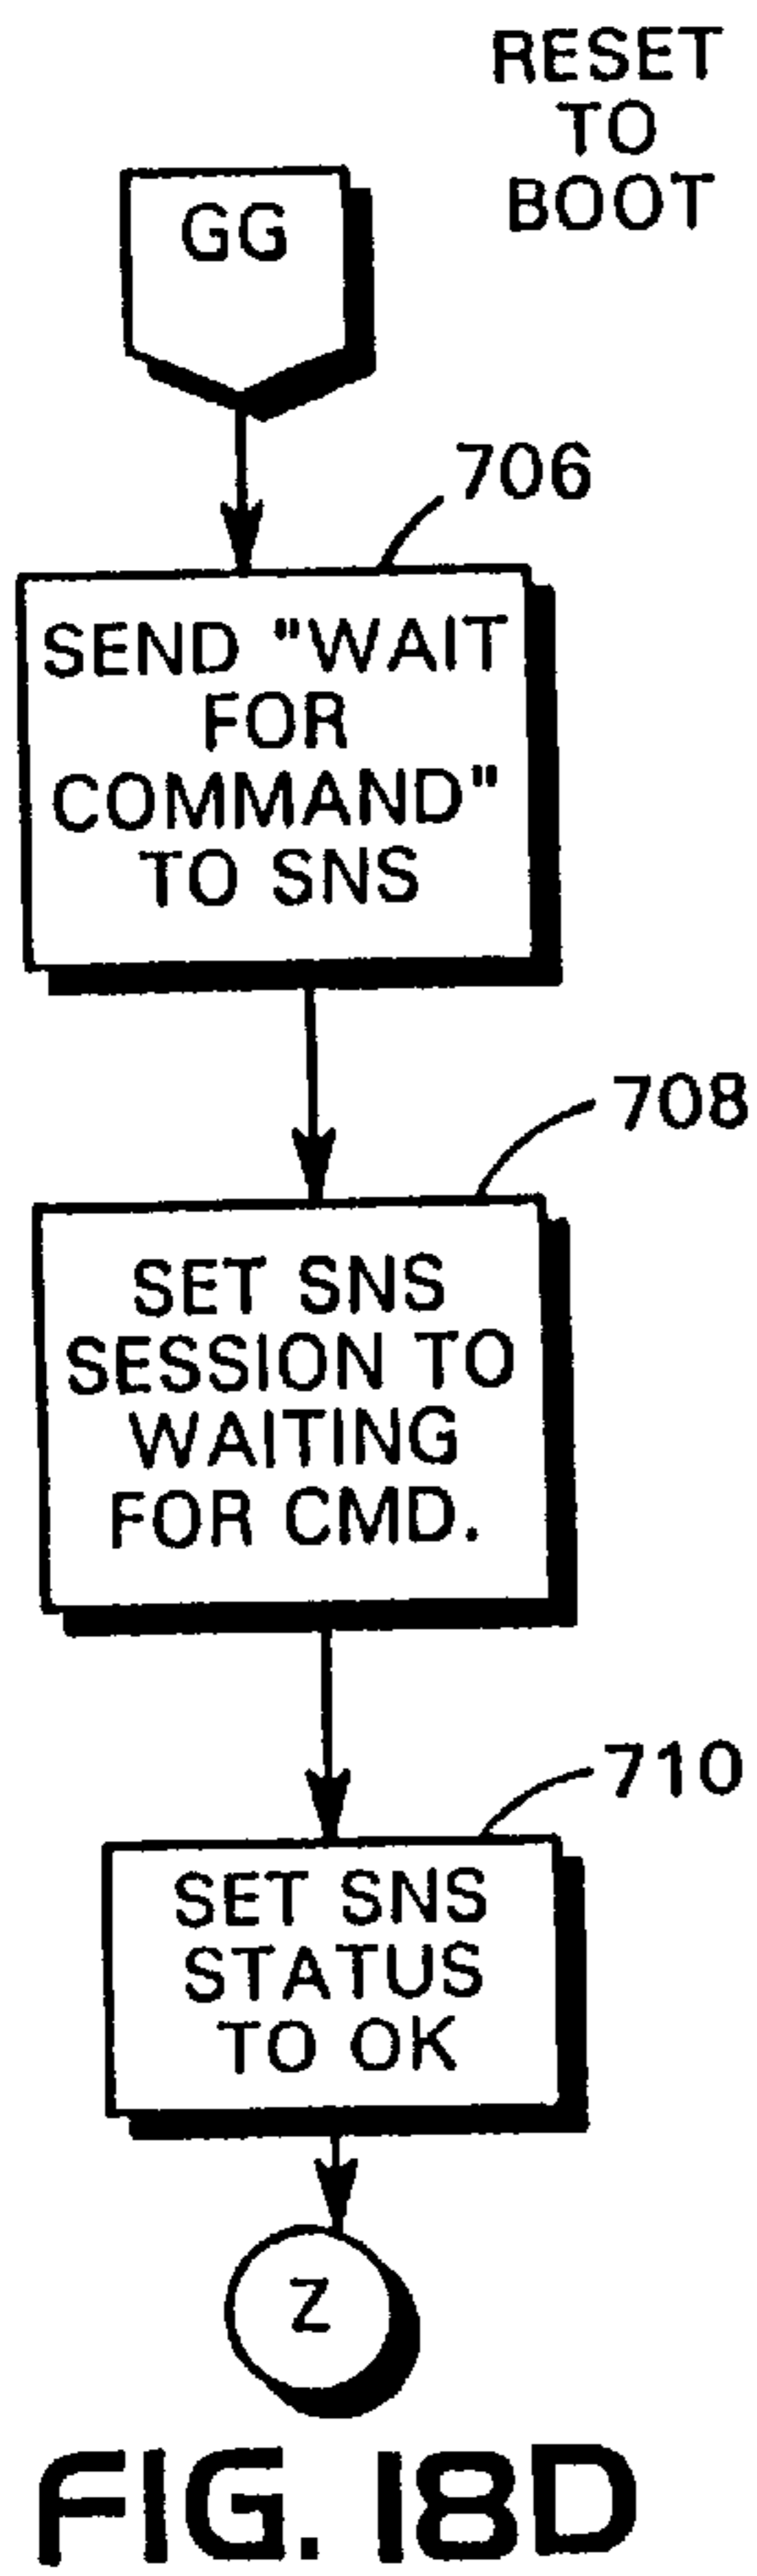 RESET
TO
BOOT
GG
706
SEND "WAIT
FOR
COMMAND"
TO SNS
708
SET SNS
SESSION TO
WAITING
FOR CMD.
710
SET SNS
STATUS
TO OK
Z
FIG. 18D